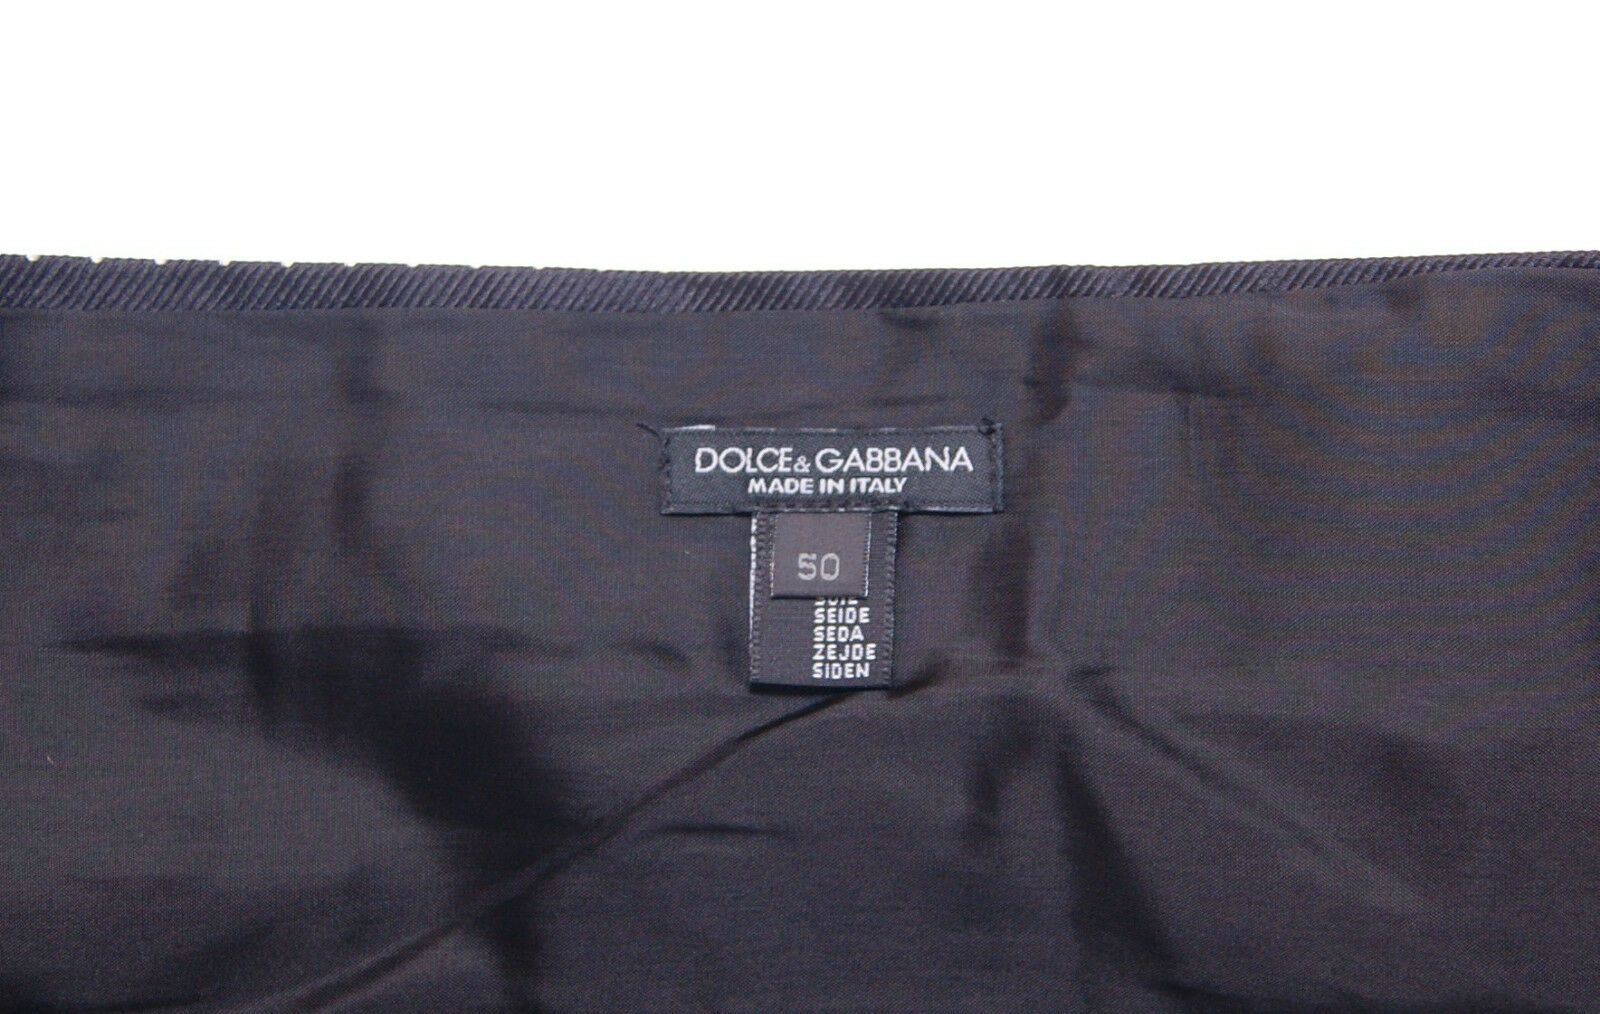 DOLCE & GABBANA
MADE IN ITALY
50
SEIDE
SEDA
ZEJDE
SIDEN